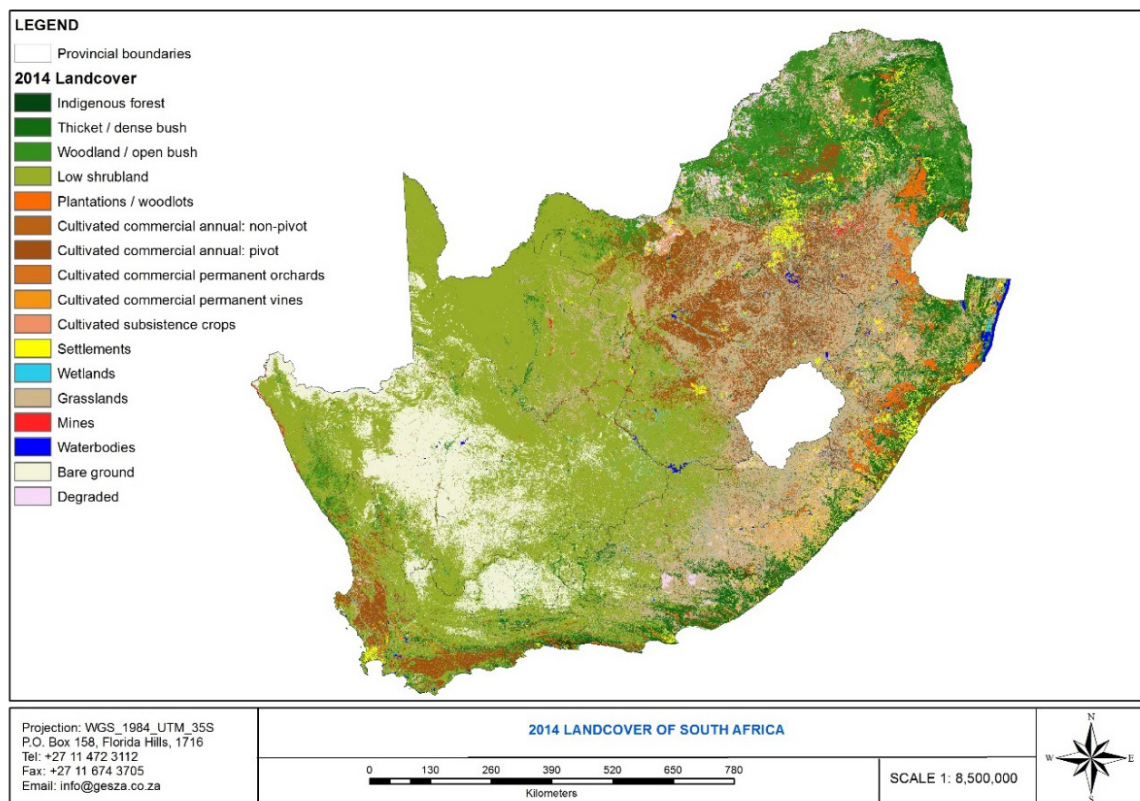 LEGEND
Provincial boundaries
2014 Landcover
Indigenous forest
Thicket / dense bush
Woodland / open bush
Low shrubland
Plantations / woodlots
Cultivated commercial annual: non-pivot
Cultivated commercial annual: pivot
Cultivated commercial permanent orchards
Cultivated commercial permanent vines
Cultivated subsistence crops
Settlements
Wetlands
Grasslands
Mines
Waterbodies
Bare ground
Degraded
Projection: WGS_1984_UTM_35S
P.O. Box 158, Florida Hills, 1716
Tel: +27 11 472 3112
Fax: +27 11 674 3705
Email: info@gesza.co.za
2014 LANDCOVER OF SOUTH AFRICA
0 130 260 390 520 650 780
Kilometers
SCALE 1: 8,500,000
N
W E
S